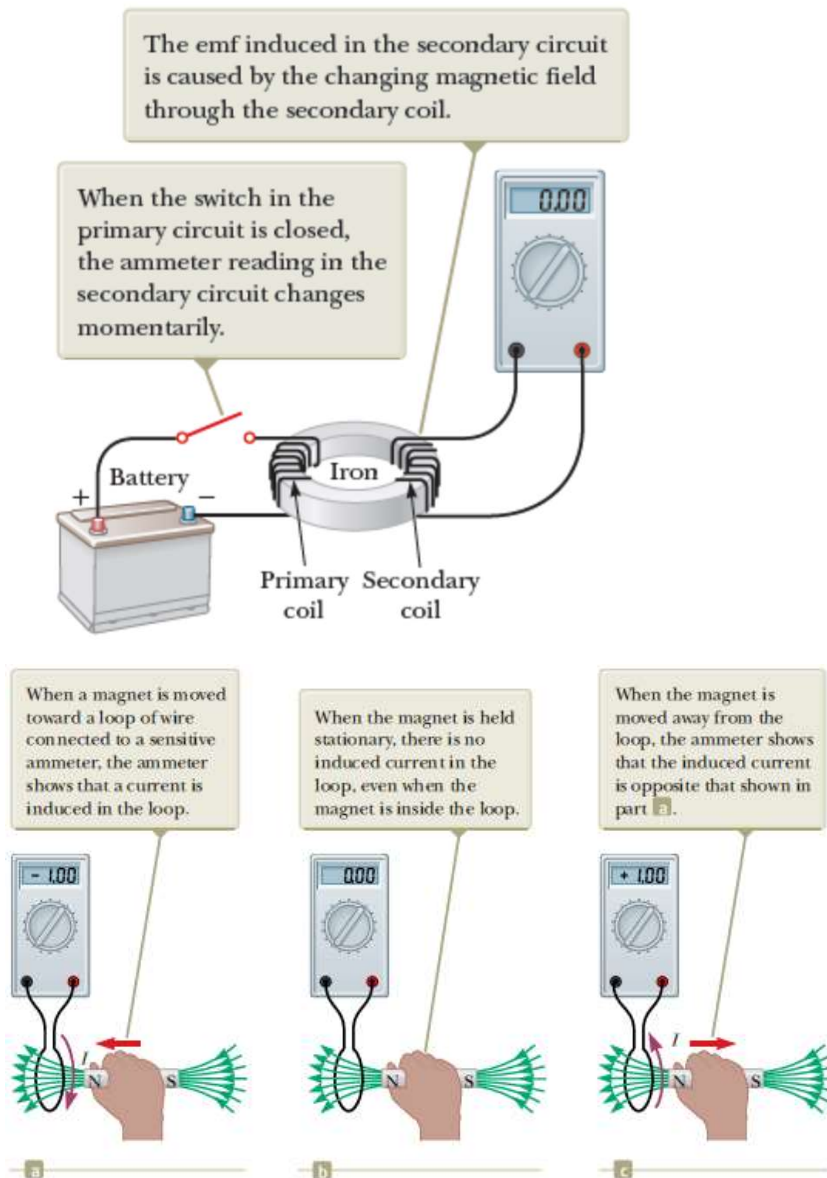 The emf induced in the secondary circuit
is caused by the changing magnetic field
through the secondary coil.
When the switch in the
primary circuit is closed,
the ammeter reading in the
secondary circuit changes
momentarily.
0.00
Iron
Battery
+
−
Primary
coil
Secondary
coil
When a magnet is moved
toward a loop of wire
connected to a sensitive
ammeter, the ammeter
shows that a current is
induced in the loop.
- 1.00
I
N
S
a
When the magnet is held
stationary, there is no
induced current in the
loop, even when the
magnet is inside the loop.
0.00
N
S
b
When the magnet is
moved away from the
loop, the ammeter shows
that the induced current
is opposite that shown in
part a.
+ 1.00
I
N
S
c